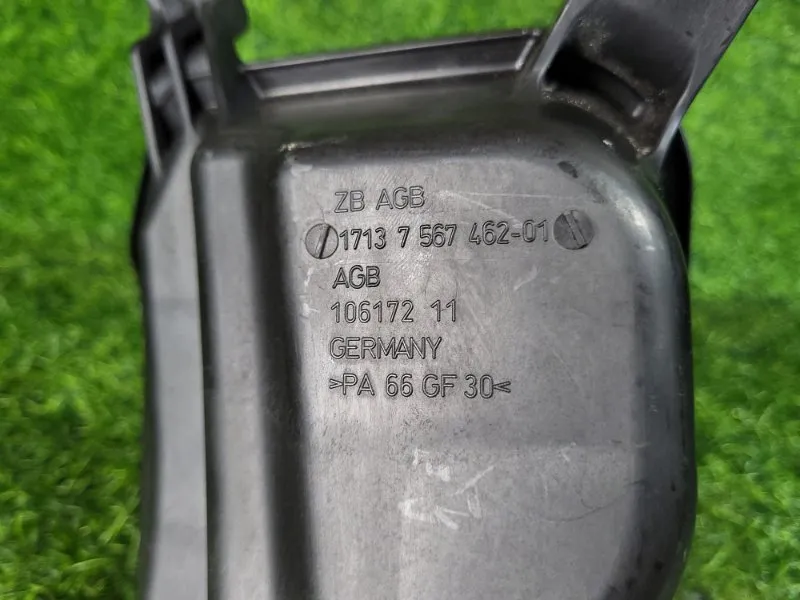 ZB AGB
1713 7 567 462-01
AGB
106172 11
GERMANY
>PA 66 GF 30<